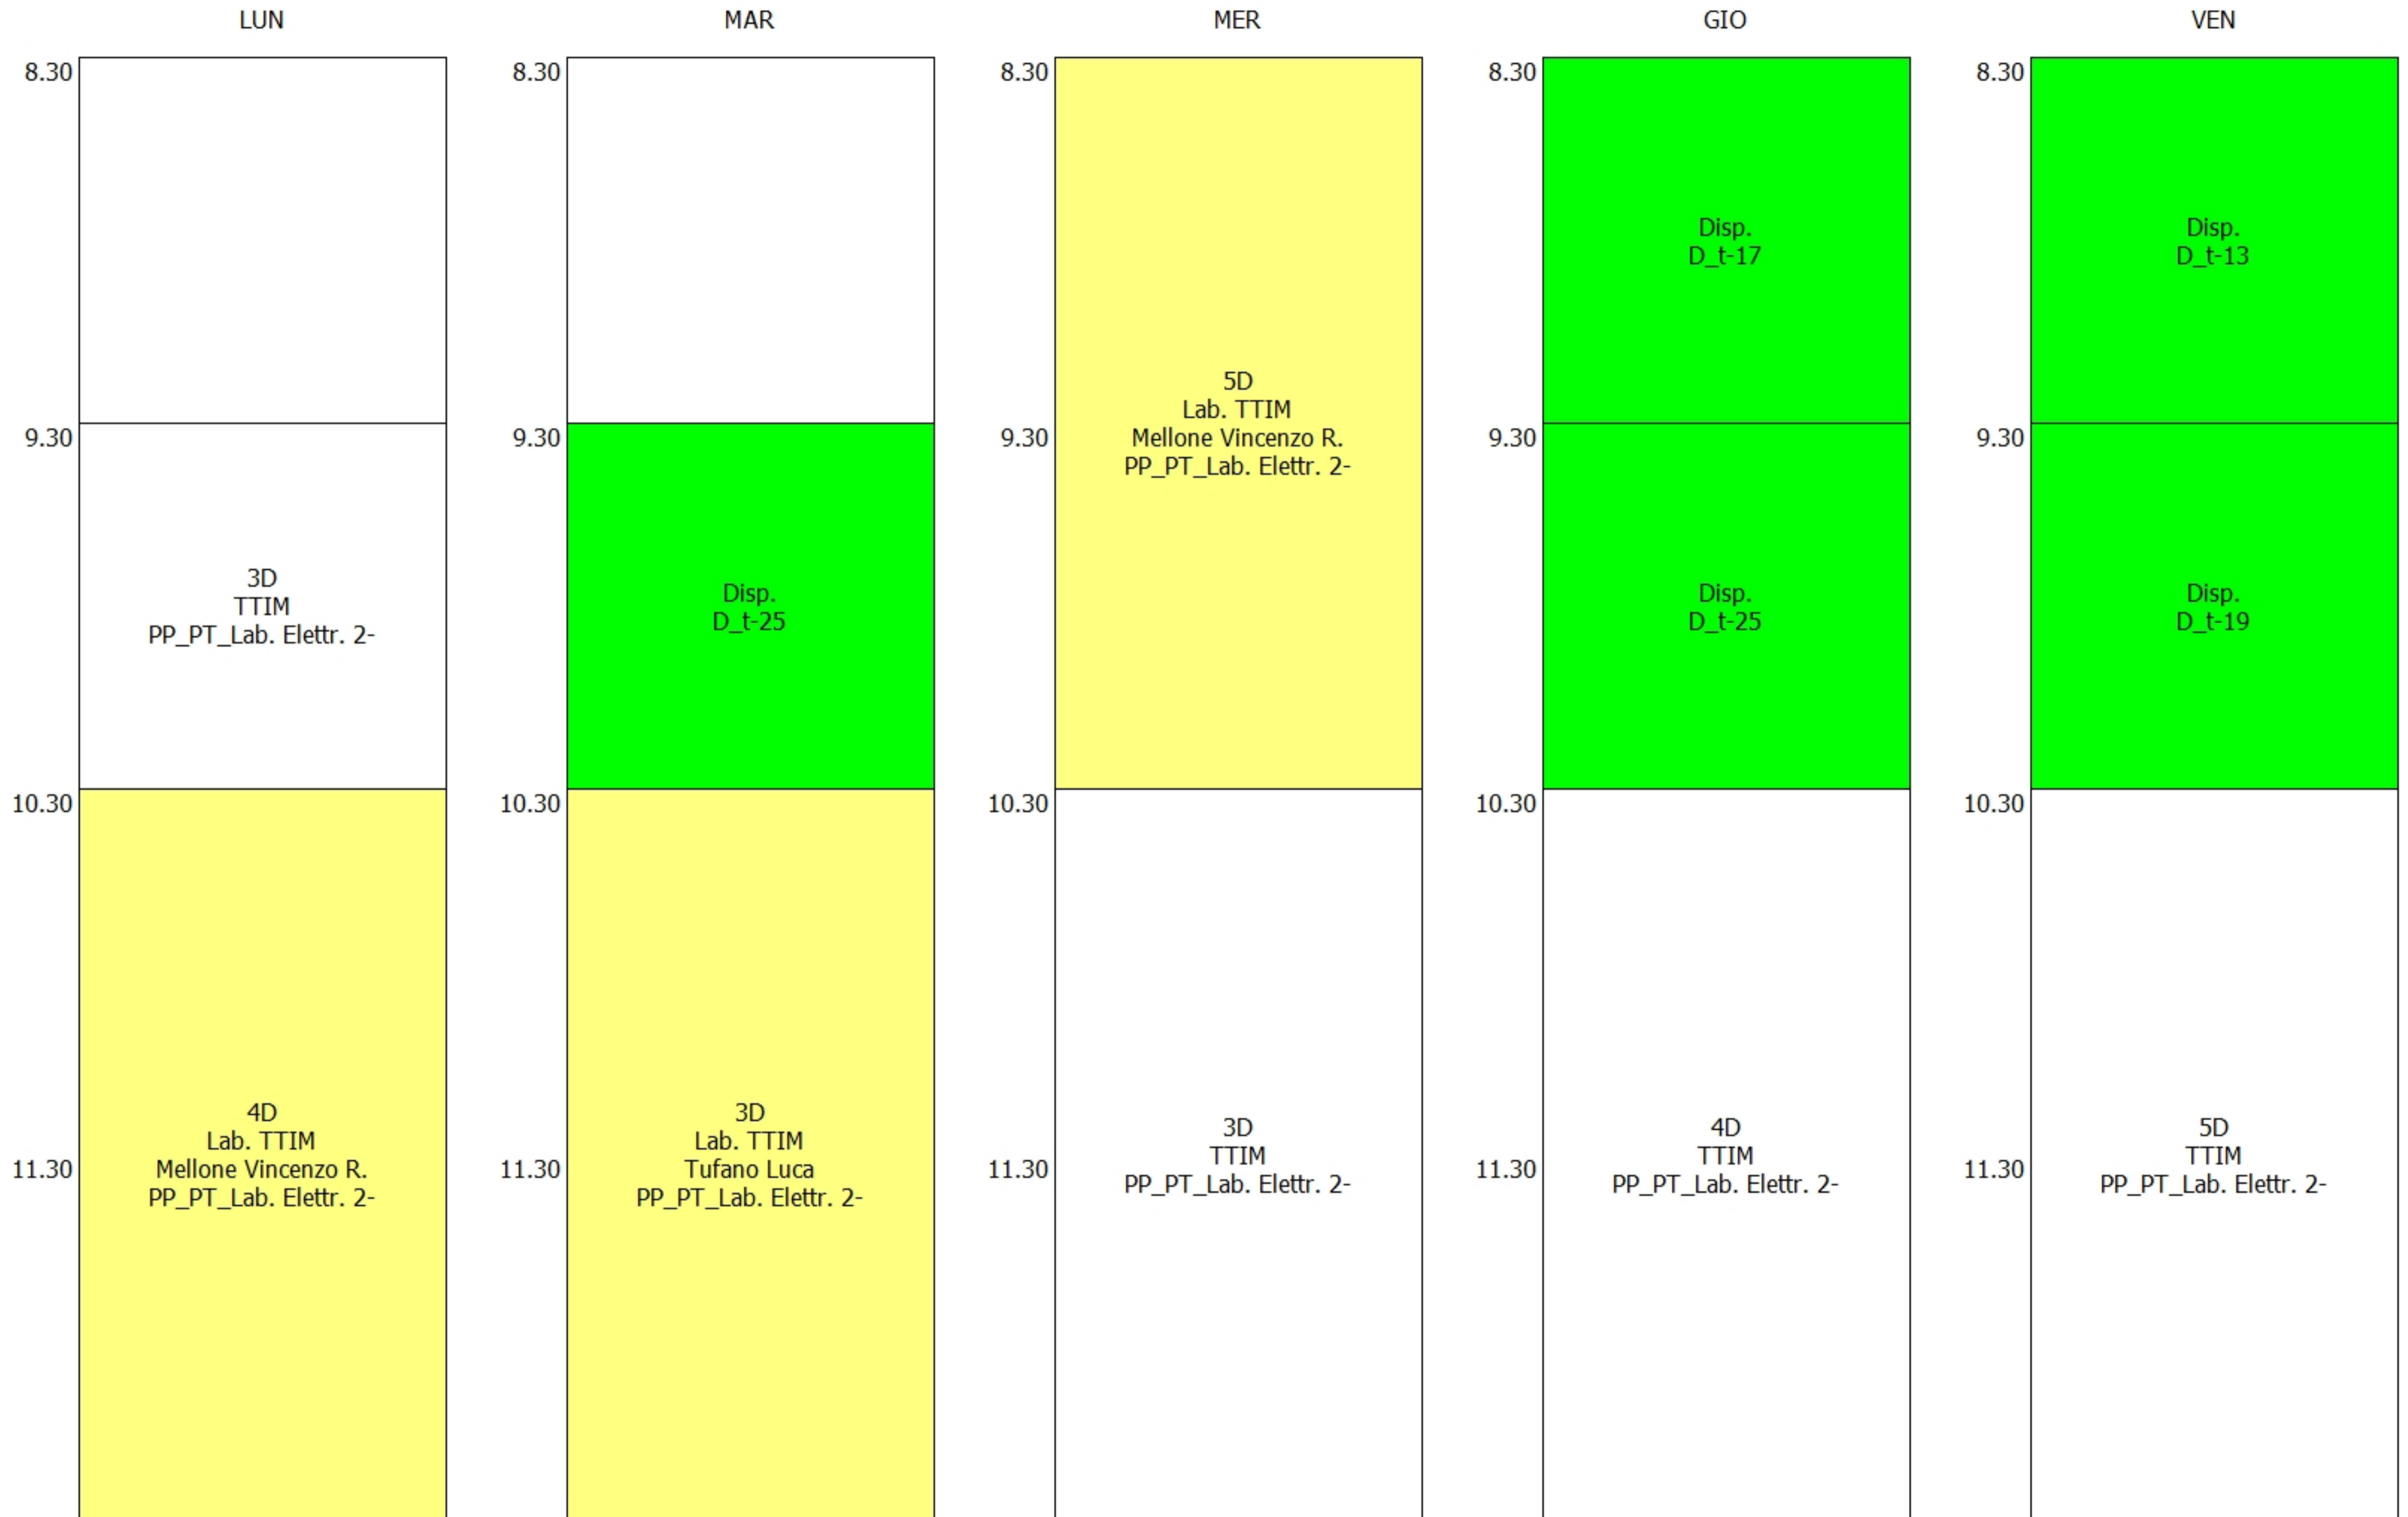 LUN
MAR
MER
GIO
VEN
8.30
8.30
8.30
8.30
8.30
Disp.
D_t-17
Disp.
D_t-13
5D
Lab. TTIM
Mellone Vincenzo R.
PP_PT_Lab. Elettr. 2-
9.30
9.30
9.30
9.30
9.30
3D
TTIM
PP_PT_Lab. Elettr. 2-
Disp.
D_t-25
Disp.
D_t-25
Disp.
D_t-19
10.30
10.30
10.30
10.30
10.30
4D
Lab. TTIM
Mellone Vincenzo R.
PP_PT_Lab. Elettr. 2-
3D
Lab. TTIM
Tufano Luca
PP_PT_Lab. Elettr. 2-
3D
TTIM
PP_PT_Lab. Elettr. 2-
4D
TTIM
PP_PT_Lab. Elettr. 2-
5D
TTIM
PP_PT_Lab. Elettr. 2-
11.30
11.30
11.30
11.30
11.30